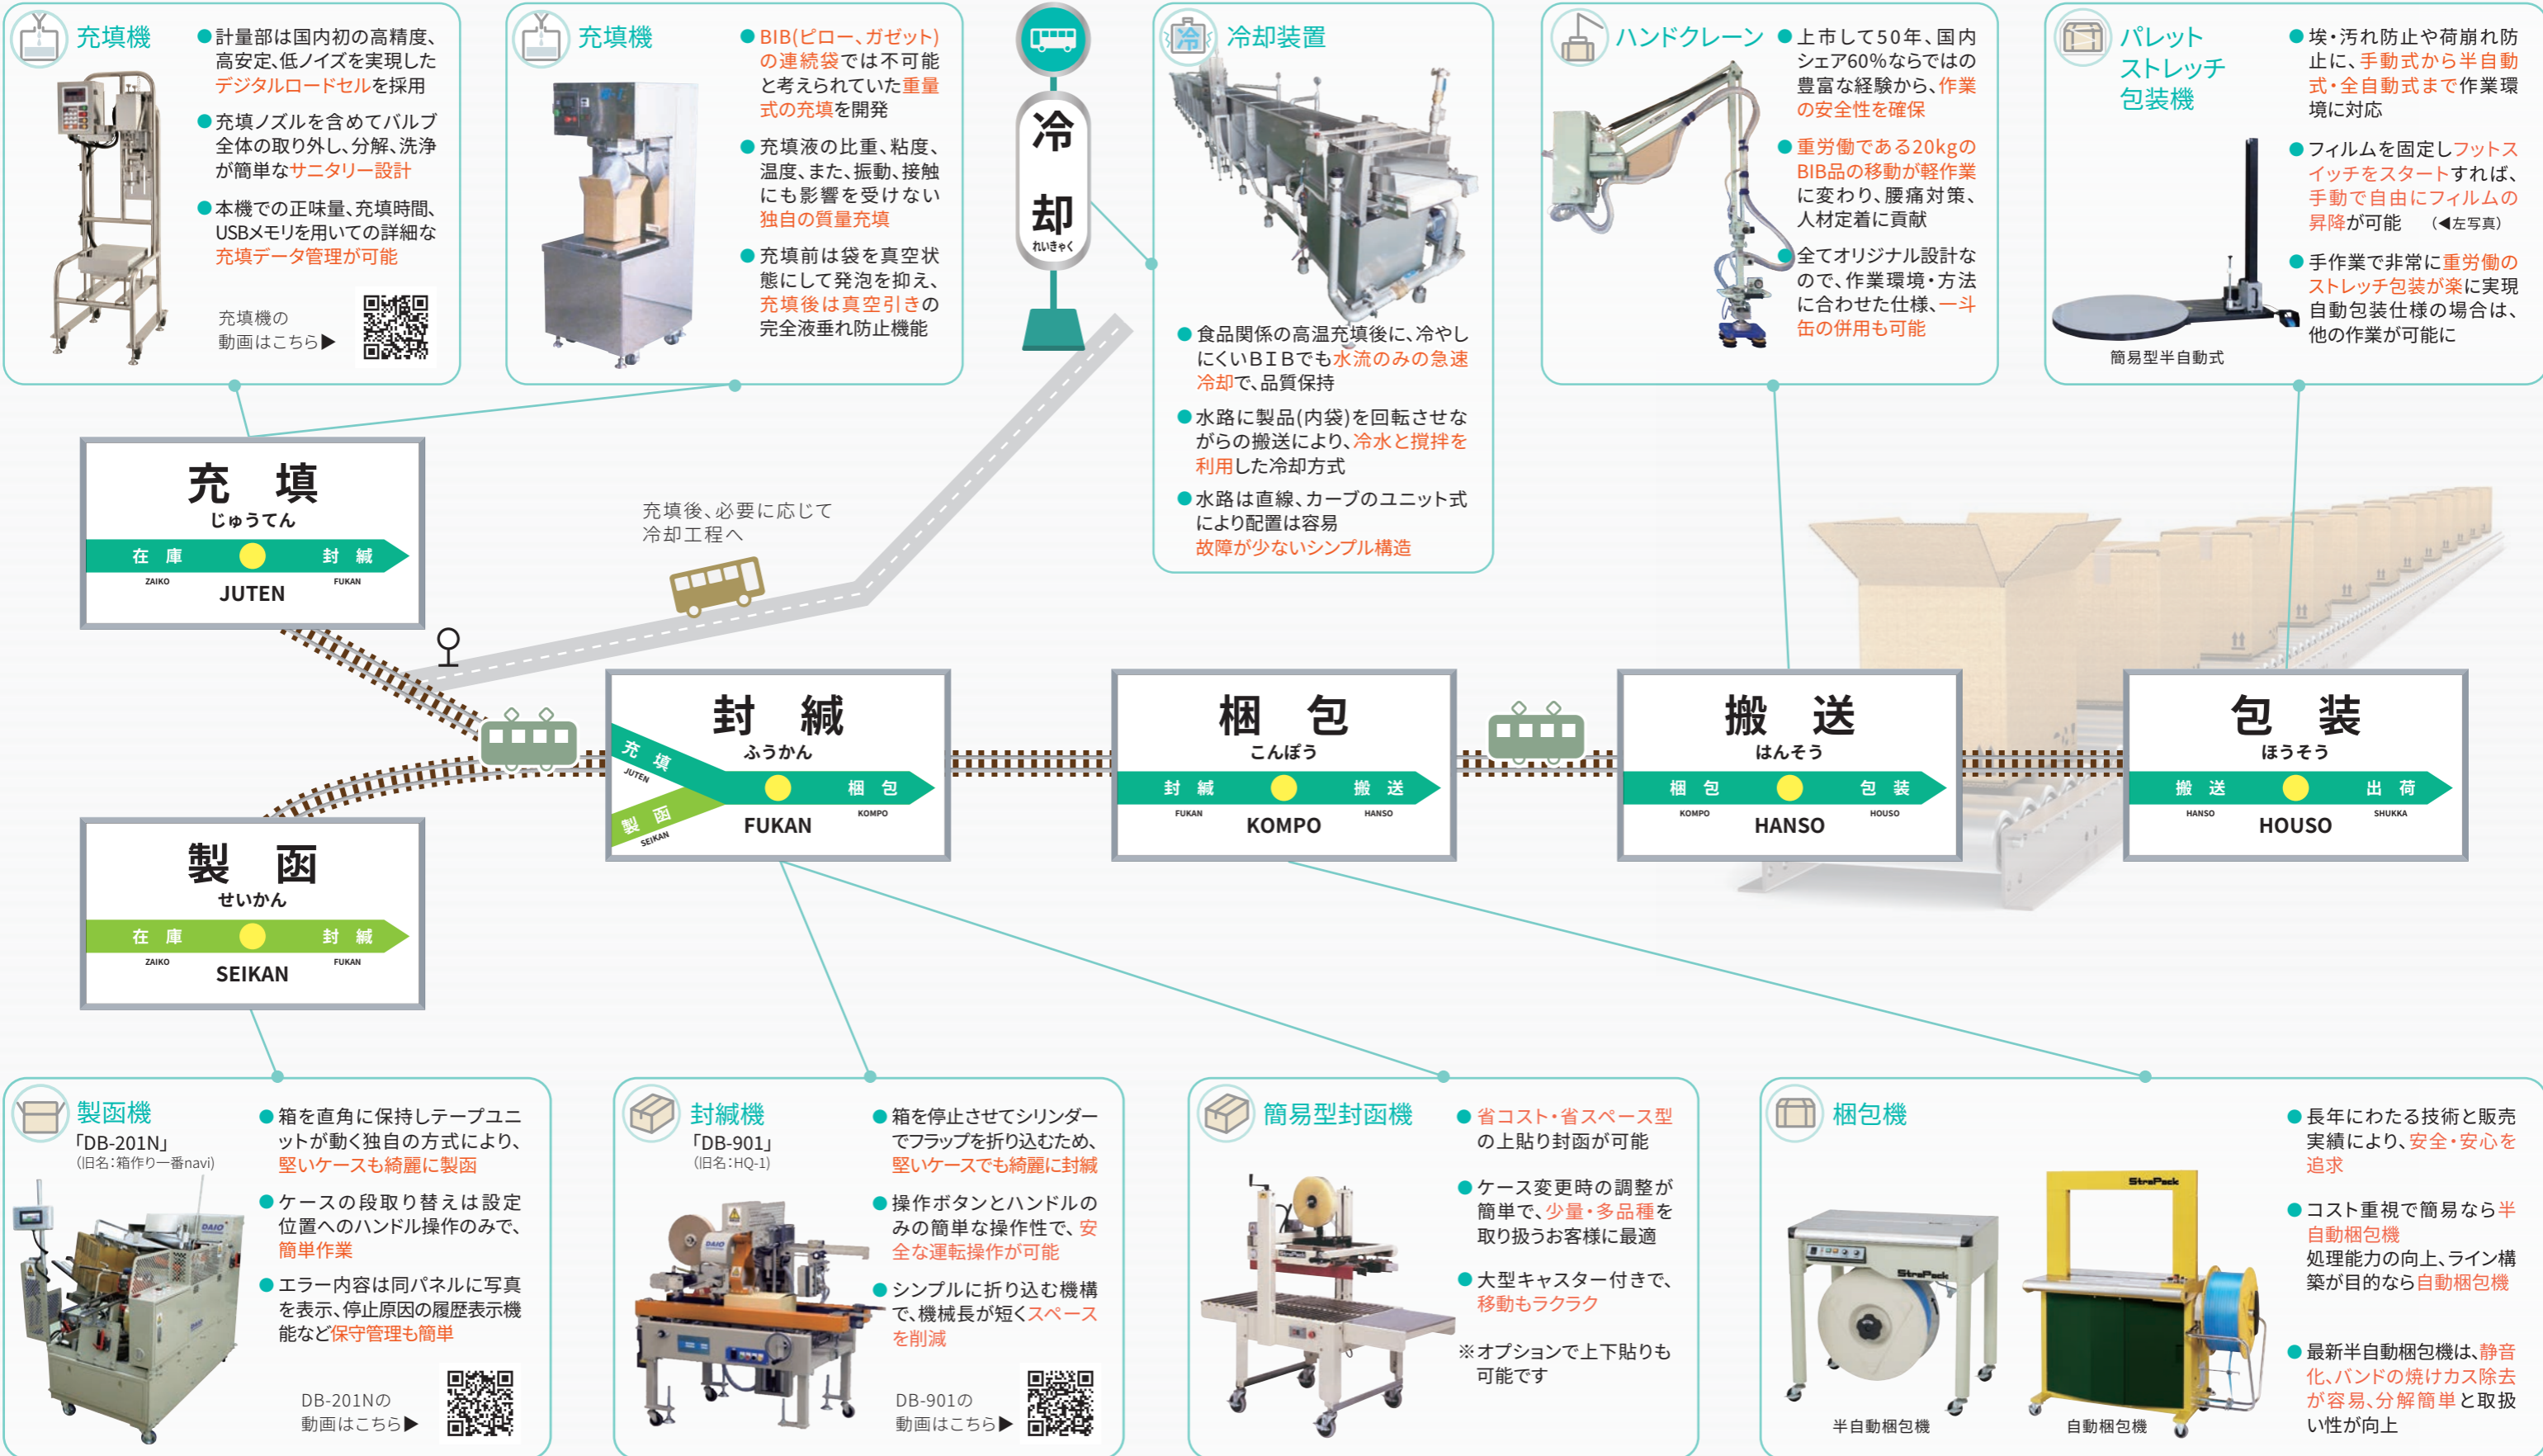 充填機
●計量部は国内初の高精度、
高安定、低ノイズを実現した
デジタルロードセルを採用
●充填ノズルを含めてバルブ
全体の取り外し、分解、洗浄
が簡単なサニタリー設計
●本機での正味量、充填時間、
USBメモリを用いての詳細な
充填データ管理が可能
充填機の
動画はこちら▶
充填機
●BIB(ピロー、ガゼット)
の連続袋では不可能
と考えられていた重量
式の充填を開発
●充填液の比重、粘度、
温度、また、振動、接触
にも影響を受けない
独自の質量充填
●充填前は袋を真空状
態にして発泡を抑え、
充填後は真空引きの
完全液垂れ防止機能
冷却
れいきゃく
冷
冷却装置
●食品関係の高温充填後に、冷やし
にくいBIBでも水流のみの急速
冷却で、品質保持
●水路に製品(内袋)を回転させな
がらの搬送により、冷水と撹拌を
利用した冷却方式
●水路は直線、カーブのユニット式
により配置は容易
故障が少ないシンプル構造
ハンドクレーン
●上市して50年、国内
シェア60%ならではの
豊富な経験から、作業
の安全性を確保
●重労働である20kgの
BIB品の移動が軽作業
に変わり、腰痛対策、
人材定着に貢献
●全てオリジナル設計な
ので、作業環境・方法
に合わせた仕様、一斗
缶の併用も可能
パレット
ストレッチ
包装機
●埃・汚れ防止や荷崩れ防
止に、手動式から半自動
式・全自動式まで作業環
境に対応
●フィルムを固定しフットス
イッチをスタートすれば、
手動で自由にフィルムの
昇降が可能 (◀左写真)
●手作業で非常に重労働の
ストレッチ包装が楽に実現
自動包装仕様の場合は、
他の作業が可能に
簡易型半自動式
充填
じゅうてん
在庫 封緘
ZAIKO FUKAN
JUTEN
充填後、必要に応じて
冷却工程へ
封緘
ふうかん
充填
JUTEN
製函
SEIKAN
梱包
KOMPO
FUKAN
梱包
こんぽう
封緘 搬送
FUKAN HANSO
KOMPO
搬送
はんそう
梱包 包装
KOMPO HOUSO
HANSO
包装
ほうそう
搬送 出荷
HANSO SHUKKA
HOUSO
製函
せいかん
在庫 封緘
ZAIKO FUKAN
SEIKAN
製函機
「DB-201N」
(旧名:箱作り一番navi)
DAIO
DAIO
●箱を直角に保持しテープユニ
ットが動く独自の方式により、
堅いケースも綺麗に製函
●ケースの段取り替えは設定
位置へのハンドル操作のみで、
簡単作業
●エラー内容は同パネルに写真
を表示、停止原因の履歴表示機
能など保守管理も簡単
DB-201Nの
動画はこちら▶
封緘機
「DB-901」
(旧名:HQ-1)
DAIO
●箱を停止させてシリンダー
でフラップを折り込むため、
堅いケースでも綺麗に封緘
●操作ボタンとハンドルの
みの簡単な操作性で、安
全な運転操作が可能
●シンプルに折り込む機構
で、機械長が短くスペース
を削減
DB-901の
動画はこちら▶
簡易型封函機
●省コスト・省スペース型
の上貼り封函が可能
●ケース変更時の調整が
簡単で、少量・多品種を
取り扱うお客様に最適
●大型キャスター付きで、
移動もラクラク
※オプションで上下貼りも
可能です
梱包機
StraPack
StraPack
●長年にわたる技術と販売
実績により、安全・安心を
追求
●コスト重視で簡易なら半
自動梱包機
処理能力の向上、ライン構
築が目的なら自動梱包機
●最新半自動梱包機は、静音
化、バンドの焼けカス除去
が容易、分解簡単と取扱
い性が向上
半自動梱包機
自動梱包機